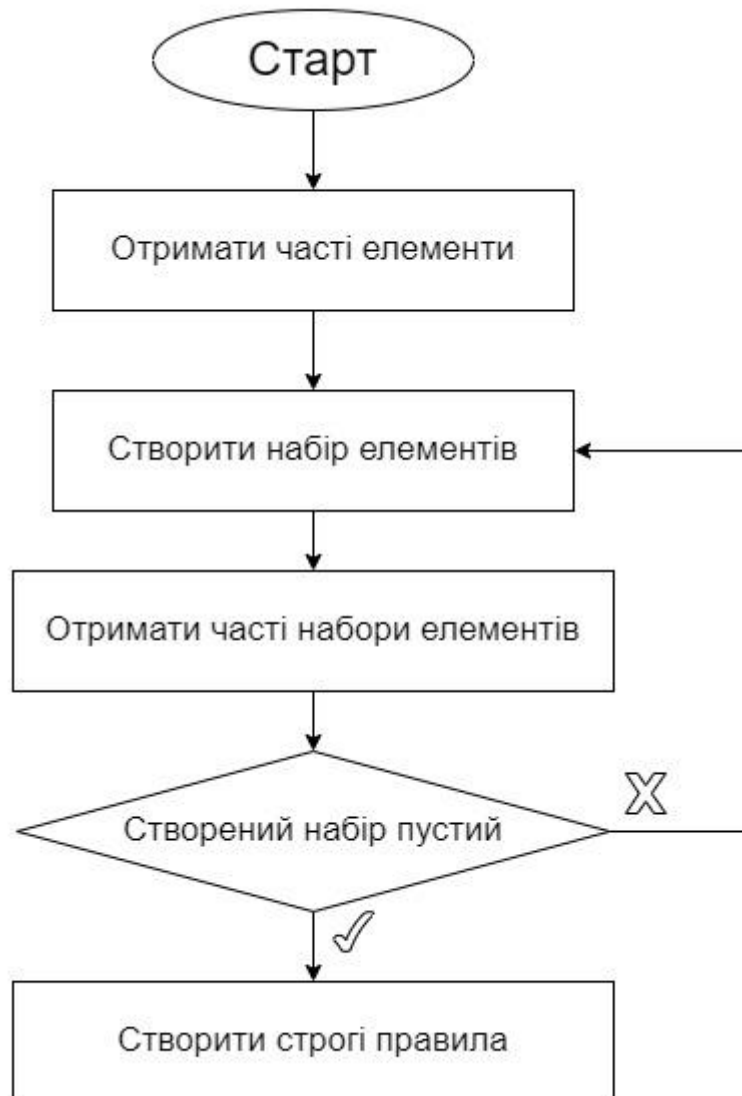 Старт
Отримати часті елементи
Створити набір елементів
Отримати часті набори елементів
Створений набір пустий
X
Створити строгі правила